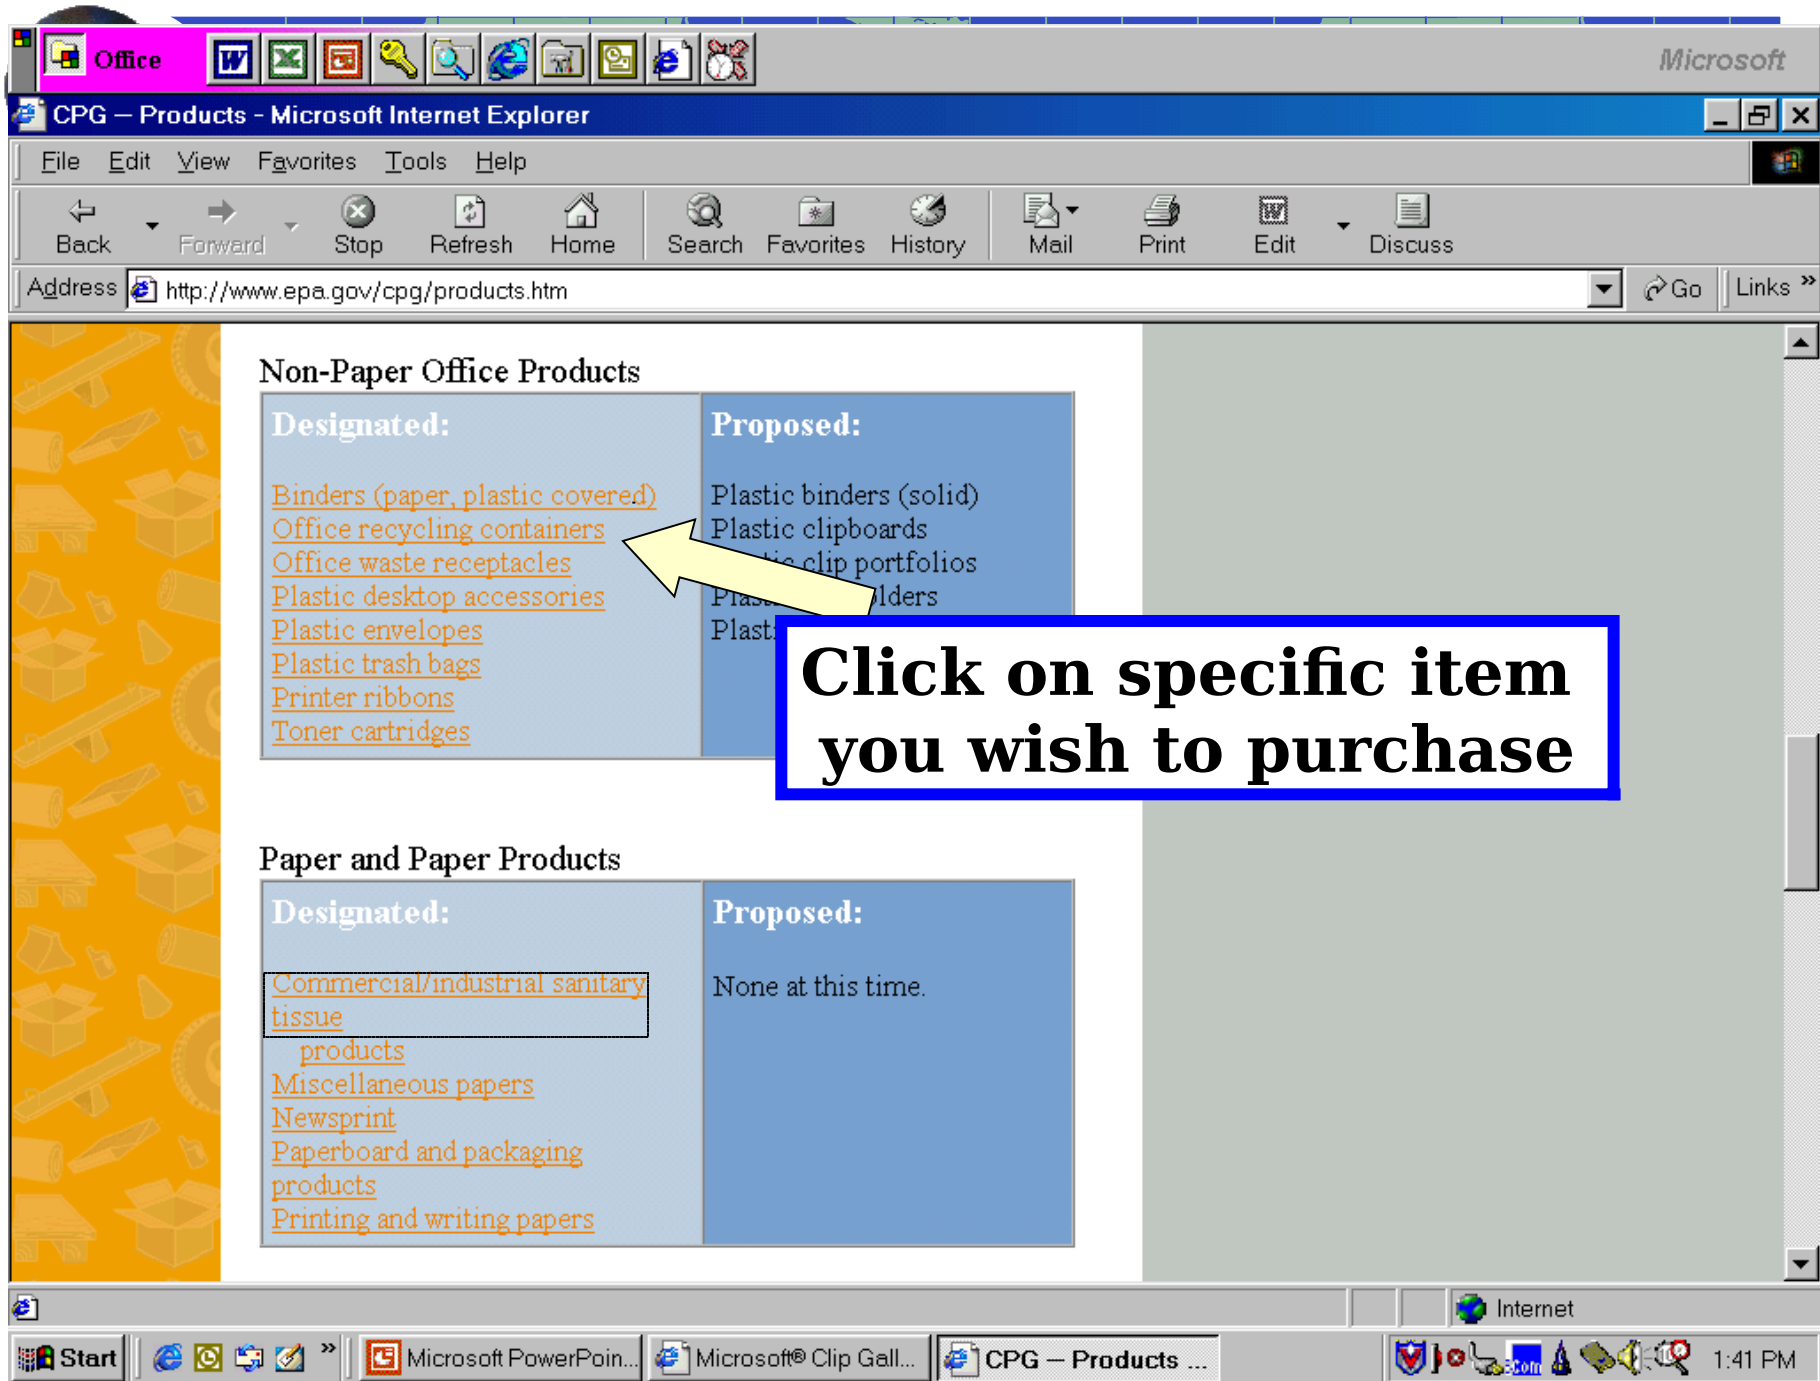 Office
Microsoft
CPG — Products - Microsoft Internet Explorer
File Edit View Favorites Tools Help
Back Forward Stop Refresh Home Search Favorites History Mail Print Edit Discuss
Address http://www.epa.gov/cpg/products.htm Go Links »
Non-Paper Office Products
Designated: Proposed:
Binders (paper, plastic covered) Plastic binders (solid)
Office recycling containers Plastic clipboards
Office waste receptacles clip portfolios
Plastic desktop accessories
Plastic envelopes
Plastic trash bags
Printer ribbons
Toner cartridges
Click on specific item
you wish to purchase
Paper and Paper Products
Designated: Proposed:
Commercial/industrial sanitary None at this time.
tissue
products
Miscellaneous papers
Newsprint
Paperboard and packaging
products
Printing and writing papers
Internet
Start » Microsoft PowerPoin... Microsoft® Clip Gall... CPG — Products ... 1:41 PM